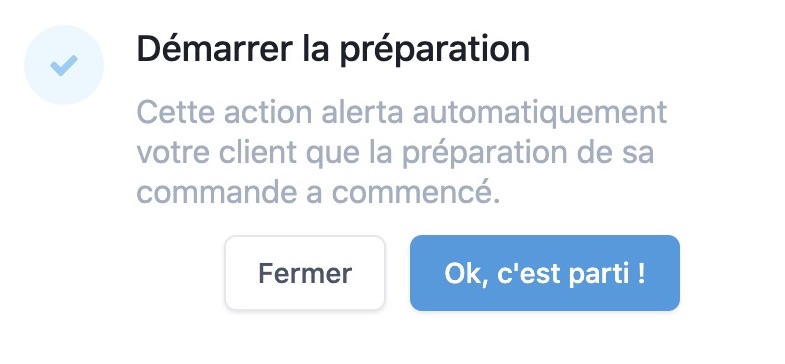 Démarrer la préparation
Cette action alerta automatiquement
votre client que la préparation de sa
commande a commencé.
Fermer
Ok, c'est parti !